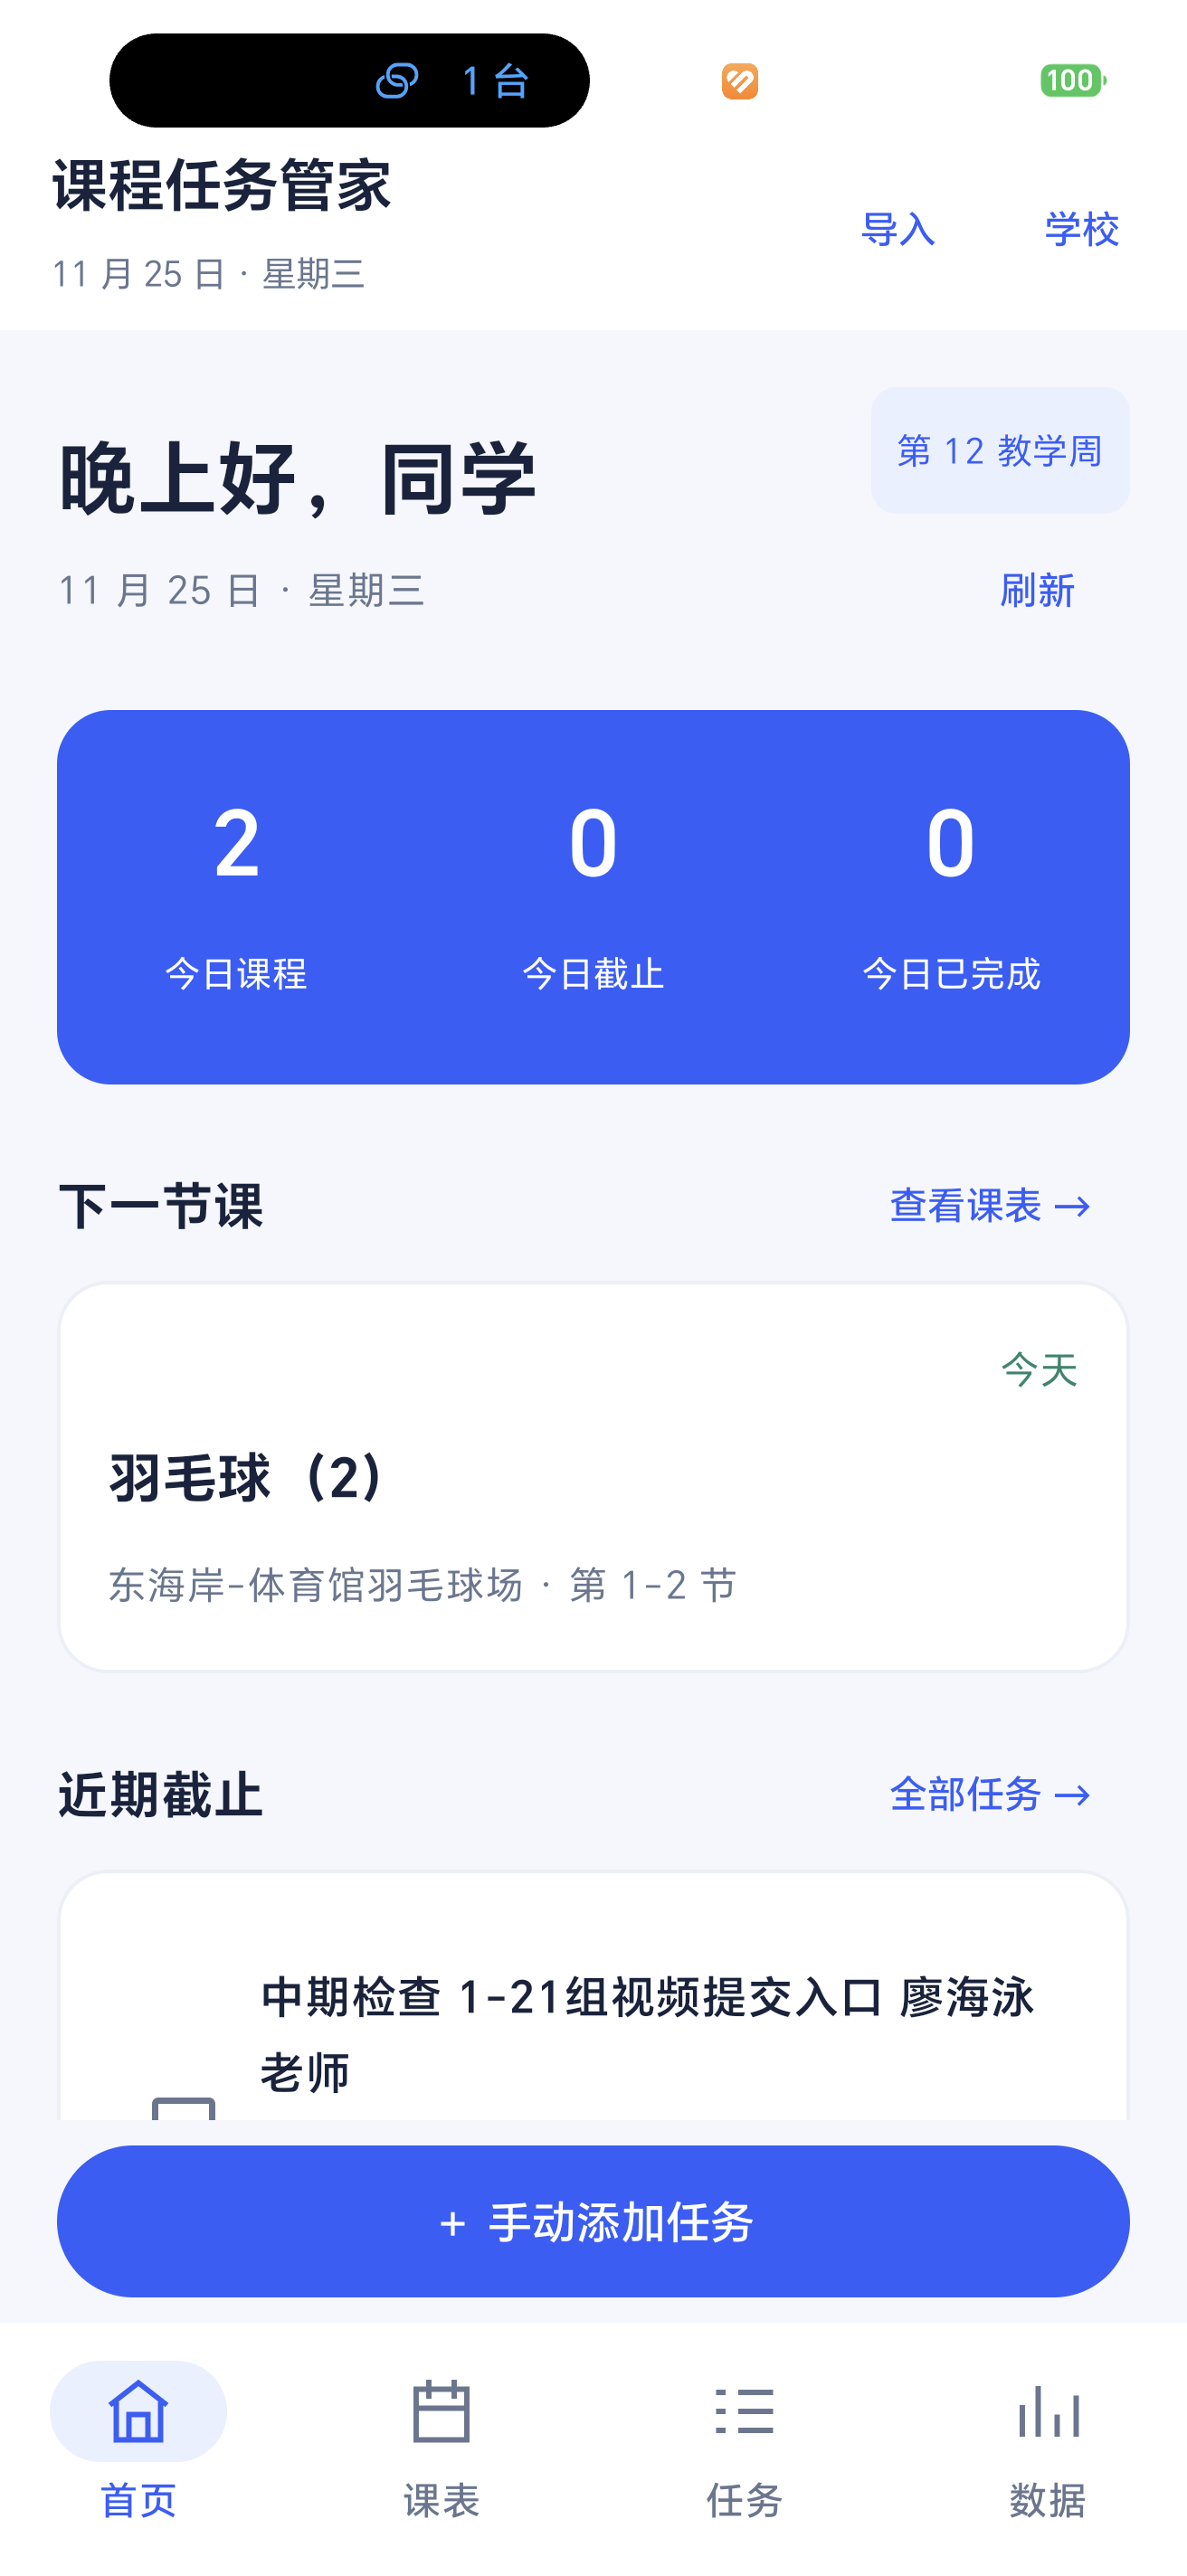 1 台
100
课程任务管家
导入
学校
11 月 25 日 · 星期三
晚上好，同学
第 12 教学周
11 月 25 日 · 星期三
刷新
2
0
0
今日课程
今日截止
今日已完成
下一节课
查看课表 →
今天
羽毛球（2）
东海岸-体育馆羽毛球场 · 第 1-2 节
近期截止
全部任务 →
中期检查 1-21组视频提交入口 廖海泳
老师
+ 手动添加任务
首页
课表
任务
数据